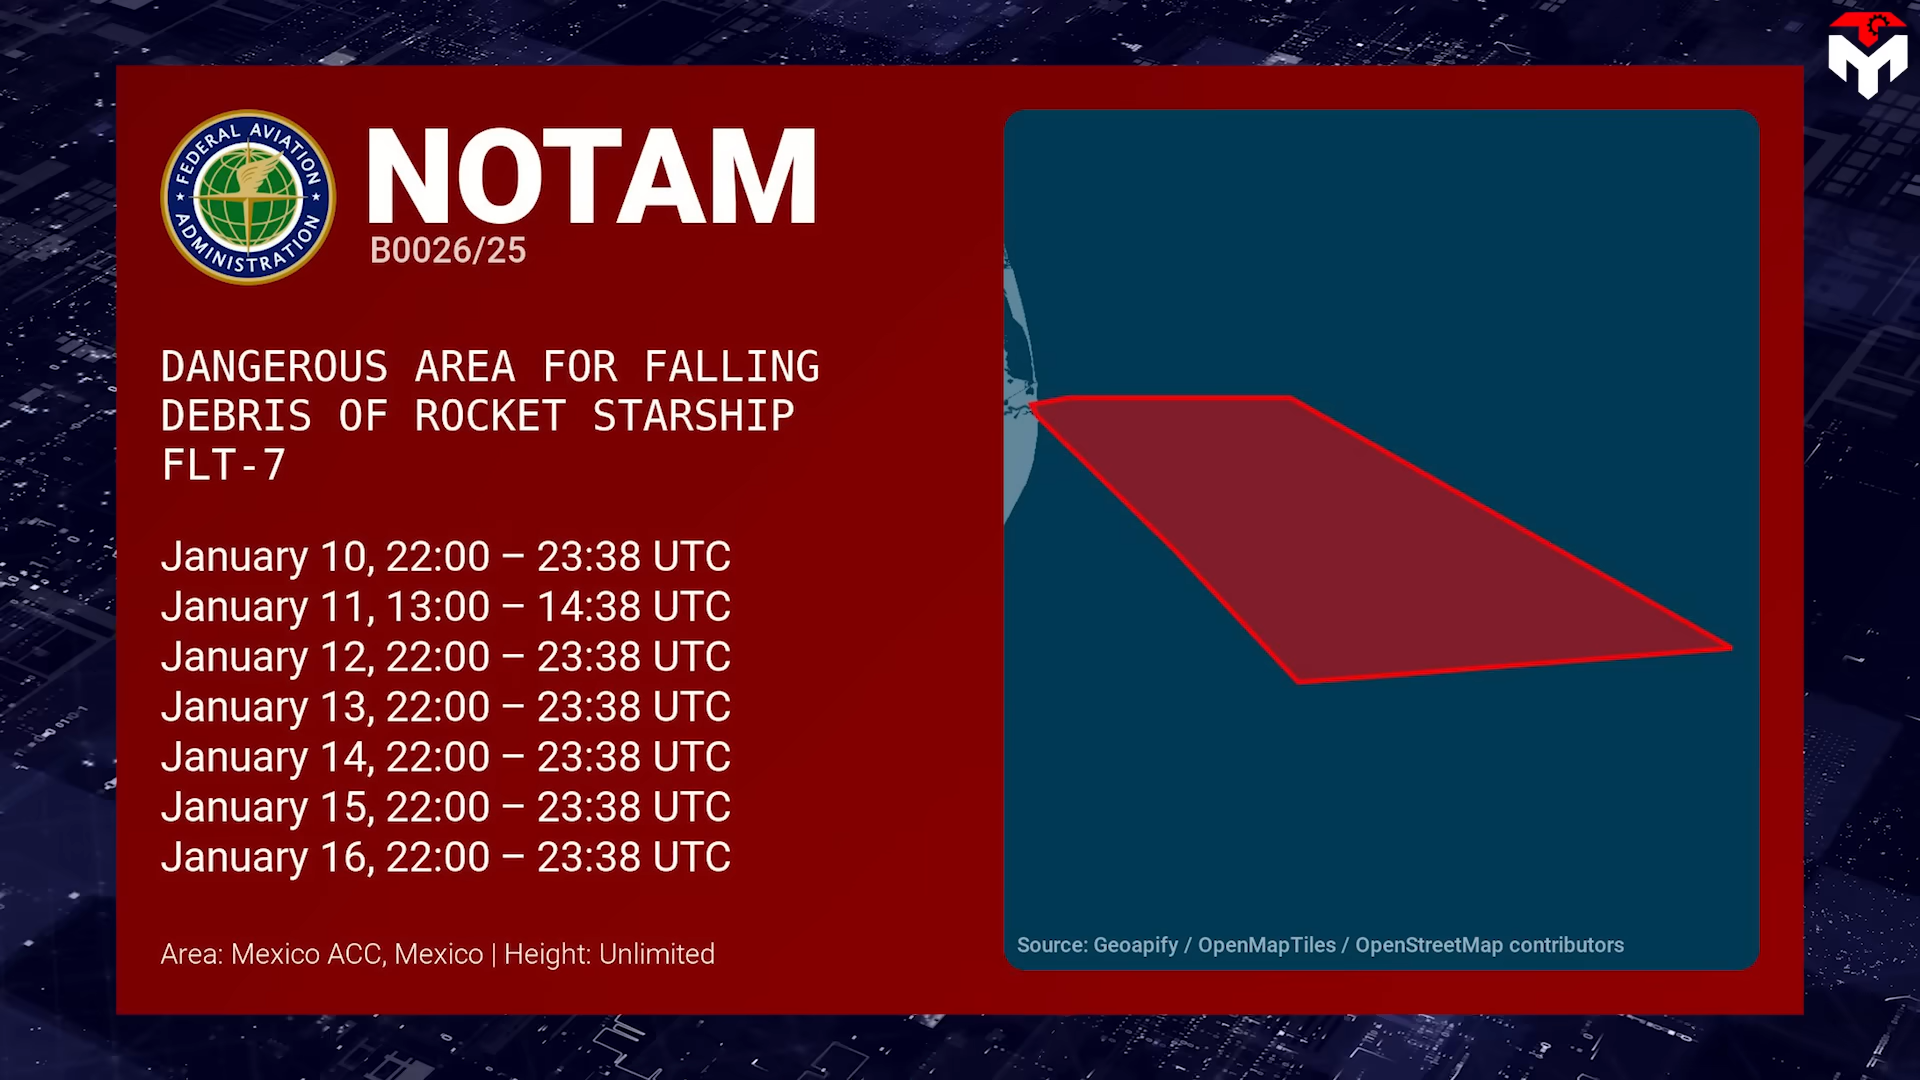 FEDERAL AVIATION
ADMINISTRATION
NOTAM
B0026/25
DANGEROUS AREA FOR FALLING
DEBRIS OF ROCKET STARSHIP
FLT-7
January 10, 22:00 – 23:38 UTC
January 11, 13:00 – 14:38 UTC
January 12, 22:00 – 23:38 UTC
January 13, 22:00 – 23:38 UTC
January 14, 22:00 – 23:38 UTC
January 15, 22:00 – 23:38 UTC
January 16, 22:00 – 23:38 UTC
Area: Mexico ACC, Mexico | Height: Unlimited
Source: Geoapify / OpenMapTiles / OpenStreetMap contributors